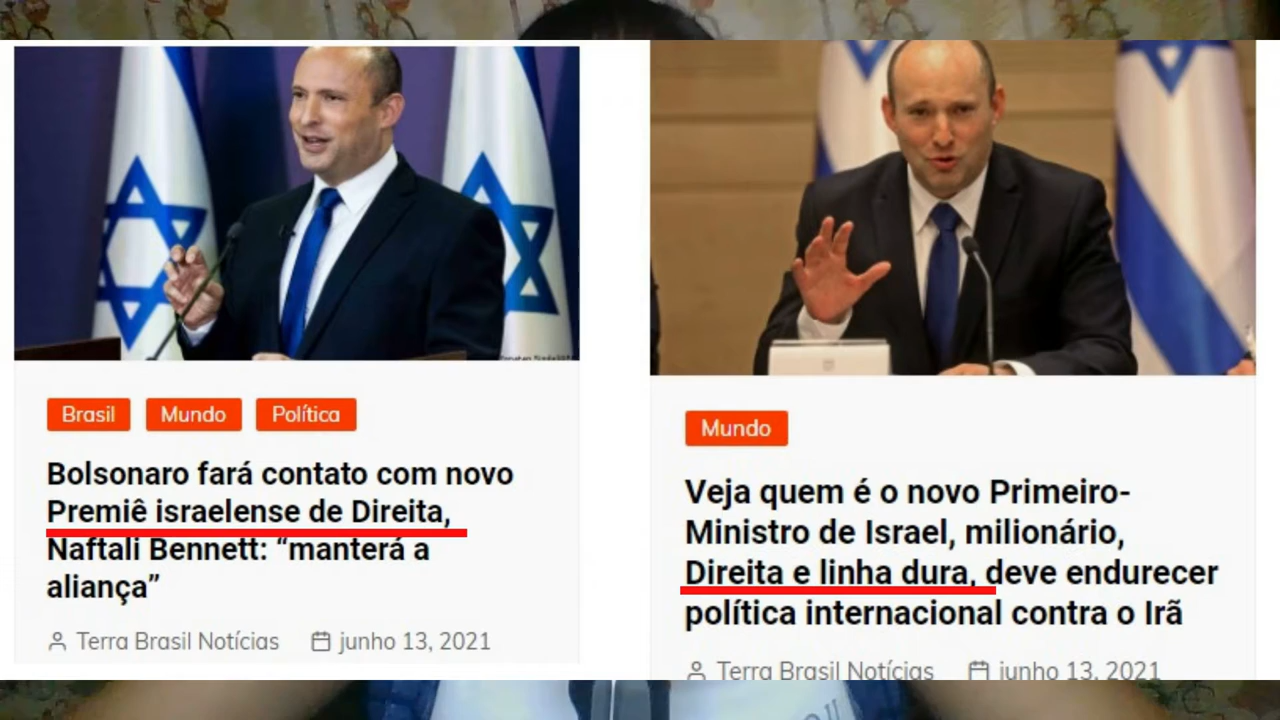 Brasil
Mundo
Política
Bolsonaro fará contato com novo
Premiê israelense de Direita,
Naftali Bennett: “manterá a
aliança”
Terra Brasil Notícias junho 13, 2021
Mundo
Veja quem é o novo Primeiro-
Ministro de Israel, milionário,
Direita e linha dura, deve endurecer
política internacional contra o Irã
Terra Brasil Notícias junho 13, 2021